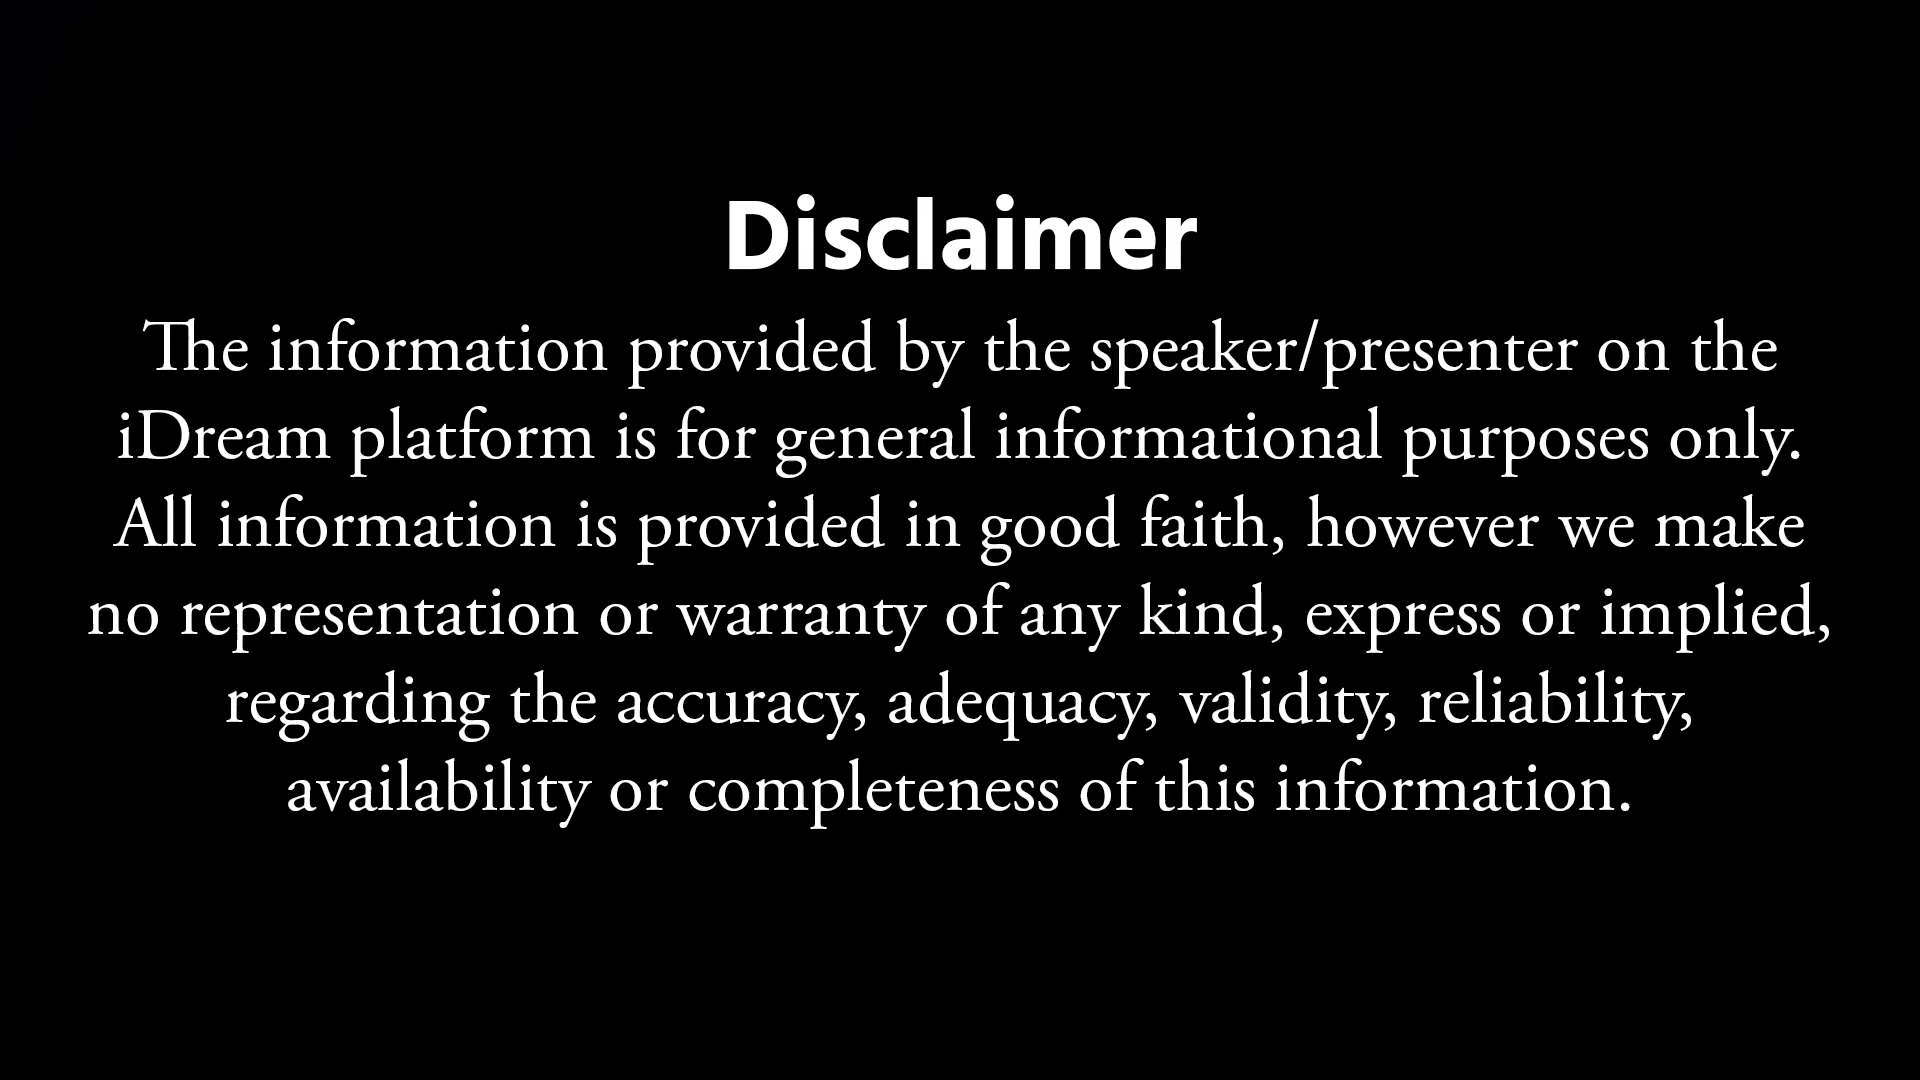 Disclaimer
The information provided by the speaker/presenter on the
iDream platform is for general informational purposes only.
All information is provided in good faith, however we make
no representation or warranty of any kind, express or implied,
regarding the accuracy, adequacy, validity, reliability,
availability or completeness of this information.